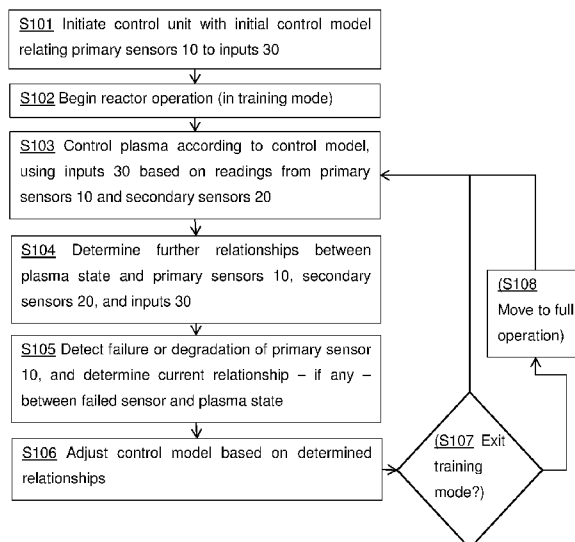 S101 Initiate control unit with initial control model
relating primary sensors 10 to inputs 30
S102 Begin reactor operation (in training mode)
S103 Control plasma according to control model,
using inputs 30 based on readings from primary
sensors 10 and secondary sensors 20
S104 Determine further relationships between
plasma state and primary sensors 10, secondary
sensors 20, and inputs 30
S105 Detect failure or degradation of primary sensor
10, and determine current relationship – if any –
between failed sensor and plasma state
S106 Adjust control model based on determined
relationships
(S107 Exit
training
mode?)
(S108
Move to full
operation)